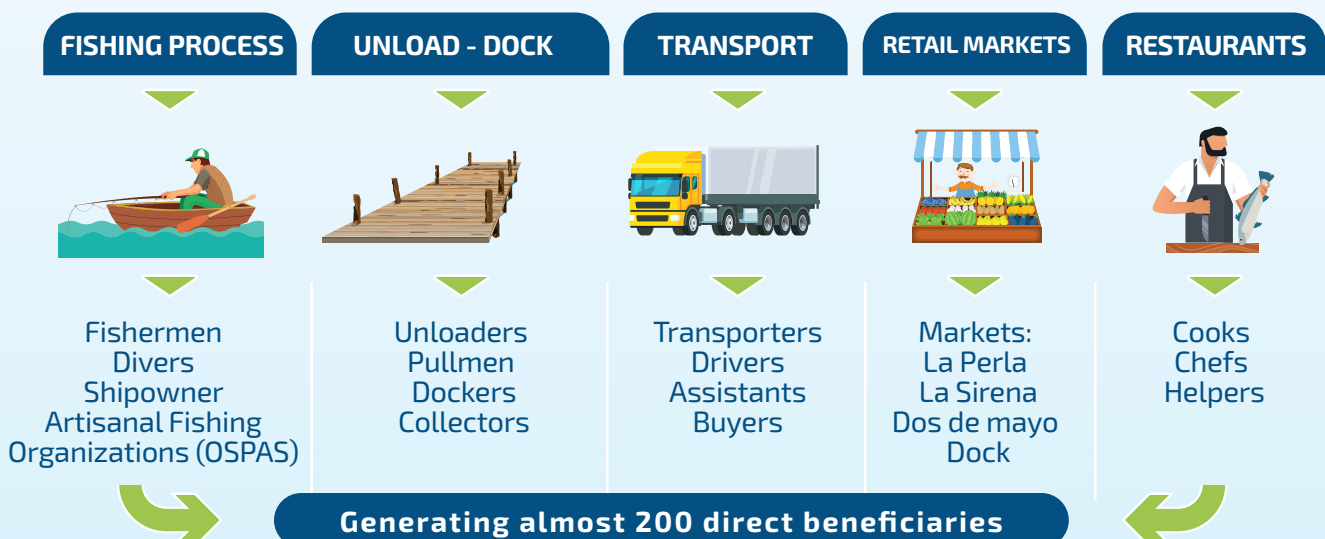 FISHING PROCESS
UNLOAD - DOCK
TRANSPORT
RETAIL MARKETS
RESTAURANTS
Fishermen
Divers
Shipowner
Artisanal Fishing
Organizations (OSPAS)
Unloaders
Pullmen
Dockers
Collectors
Transporters
Drivers
Assistants
Buyers
Markets:
La Perla
La Sirena
Dos de mayo
Dock
Cooks
Chefs
Helpers
Generating almost 200 direct beneficiaries